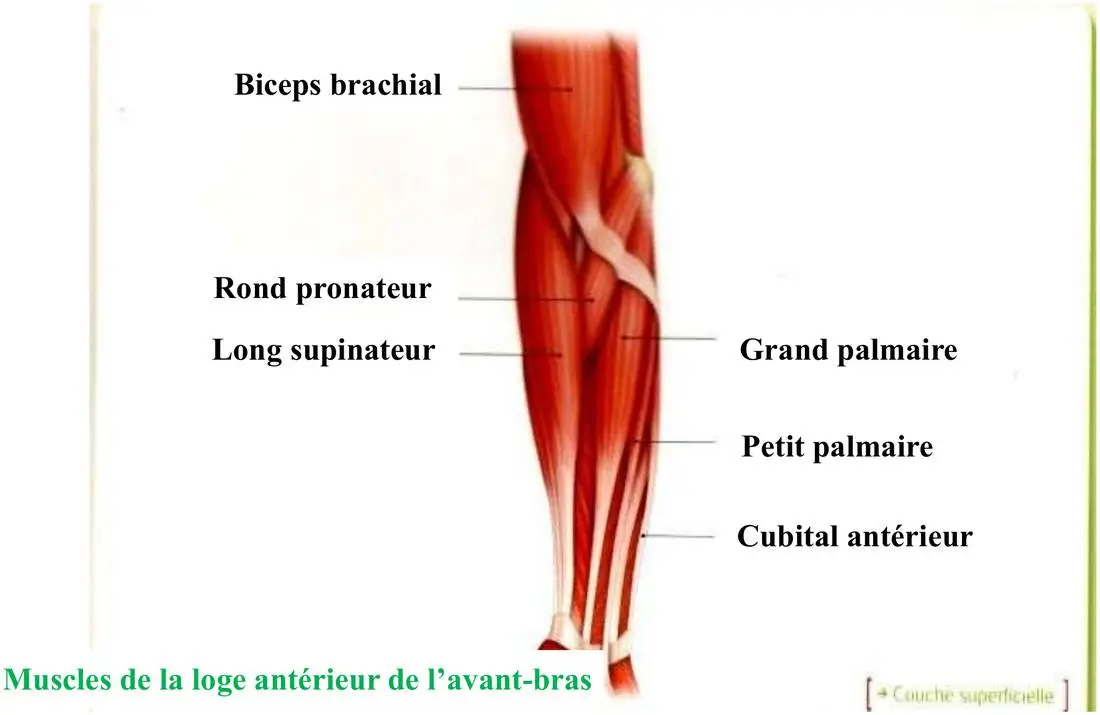 Biceps brachial
Rond pronateur
Long supinateur
Grand palmaire
Petit palmaire
Cubital antérieur
Muscles de la loge antérieur de l’avant-bras
[ → Couche superficielle ]